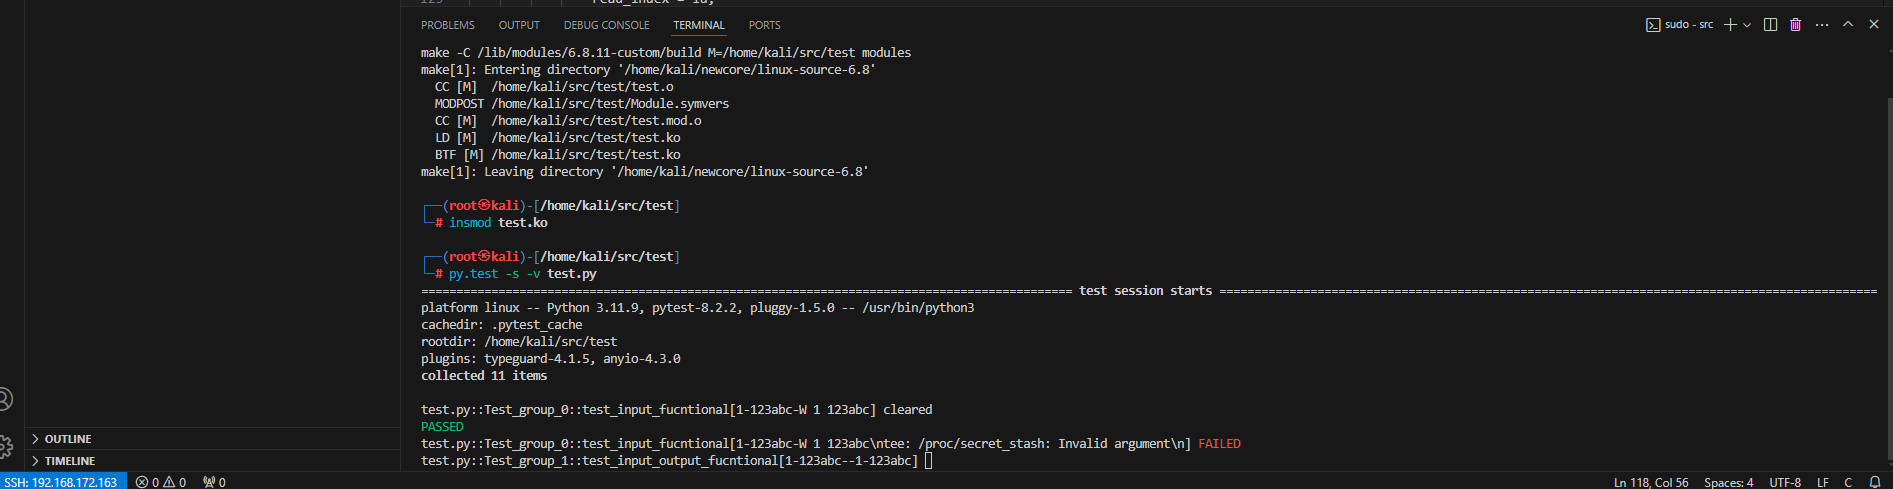 PROBLEMS OUTPUT DEBUG CONSOLE TERMINAL PORTS sudo - src
make -C /lib/modules/6.8.11-custom/build M=/home/kali/src/test modules
make[1]: Entering directory '/home/kali/newcore/linux-source-6.8'
CC [M] /home/kali/src/test/test.o
MODPOST /home/kali/src/test/Module.symvers
CC [M] /home/kali/src/test/test.mod.o
LD [M] /home/kali/src/test/test.ko
BTF [M] /home/kali/src/test/test.ko
make[1]: Leaving directory '/home/kali/newcore/linux-source-6.8'
┌──(root㉿kali)-[/home/kali/src/test]
└─# insmod test.ko
┌──(root㉿kali)-[/home/kali/src/test]
└─# py.test -s -v test.py
============================================================================================= test session starts ==============================================================================================
platform linux -- Python 3.11.9, pytest-8.2.2, pluggy-1.5.0 -- /usr/bin/python3
cachedir: .pytest_cache
rootdir: /home/kali/src/test
plugins: typeguard-4.1.5, anyio-4.3.0
collected 11 items
test.py::Test_group_0::test_input_fucntional[1-123abc-W 1 123abc] cleared
PASSED
test.py::Test_group_0::test_input_fucntional[1-123abc-W 1 123abc\ntee: /proc/secret_stash: Invalid argument\n] FAILED
test.py::Test_group_1::test_input_output_fucntional[1-123abc--1-123abc]
OUTLINE
TIMELINE
SSH: 192.168.172.163 0 0 0 Ln 118, Col 56 Spaces: 4 UTF-8 LF C